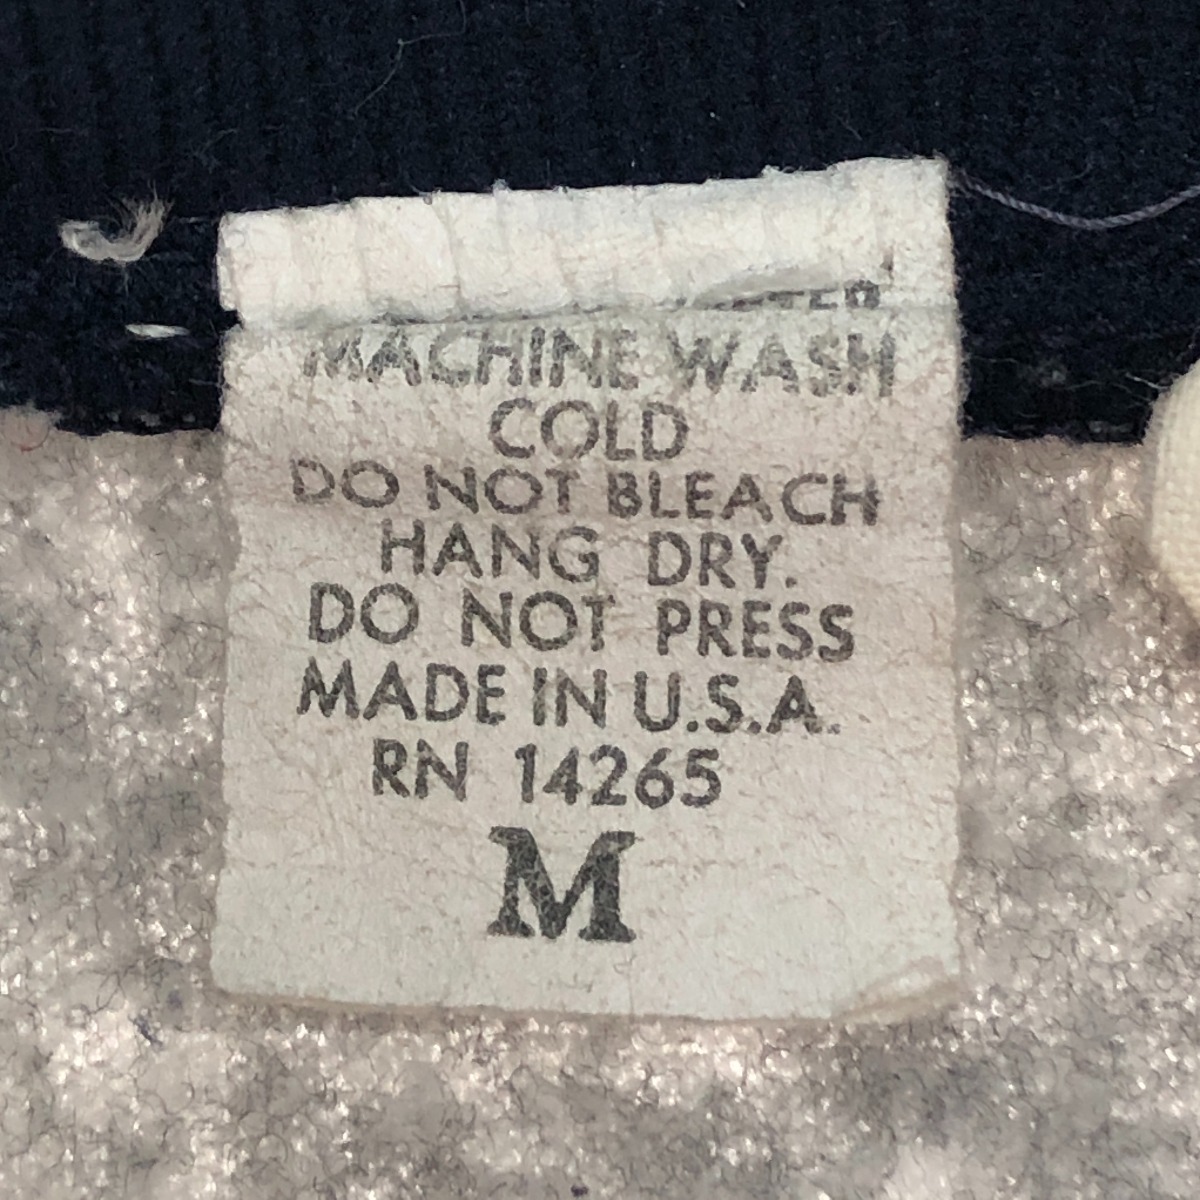 MACHINE WASH
COLD
DO NOT BLEACH
HANG DRY.
DO NOT PRESS
MADE IN U.S.A.
RN 14265
M